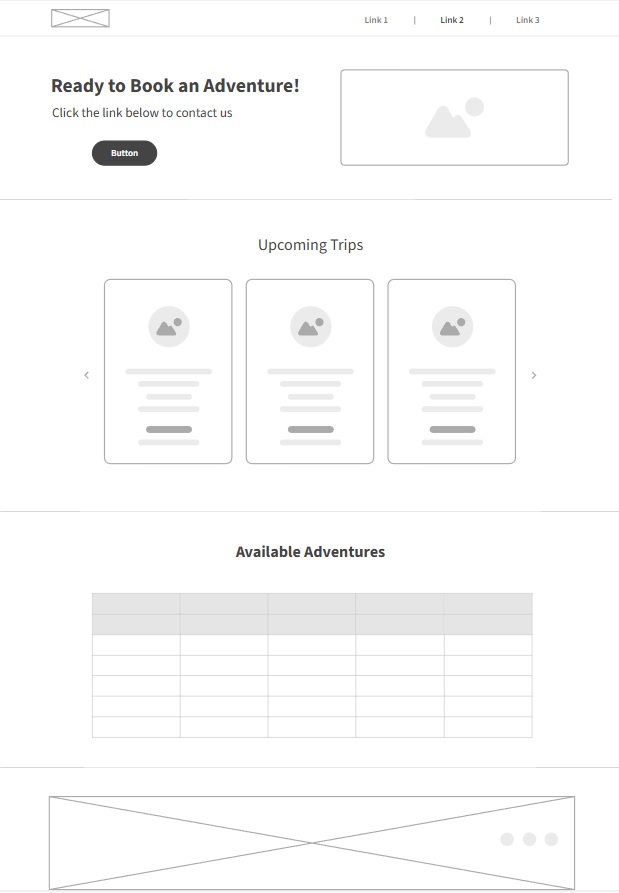 Link 1 | Link 2 | Link 3
Ready to Book an Adventure!
Click the link below to contact us
Button
Upcoming Trips
Available Adventures